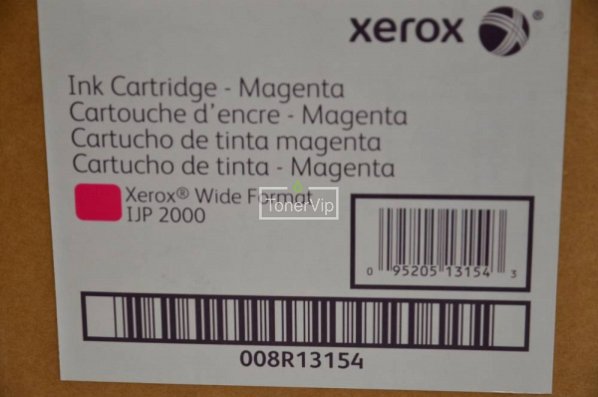 xerox ®
Ink Cartridge - Magenta
Cartouche d'encre - Magenta
Cartucho de tinta magenta
Cartucho de tinta - Magenta
Xerox® Wide Format
IJP 2000
TonerVip
0 95205 13154 3
008R13154